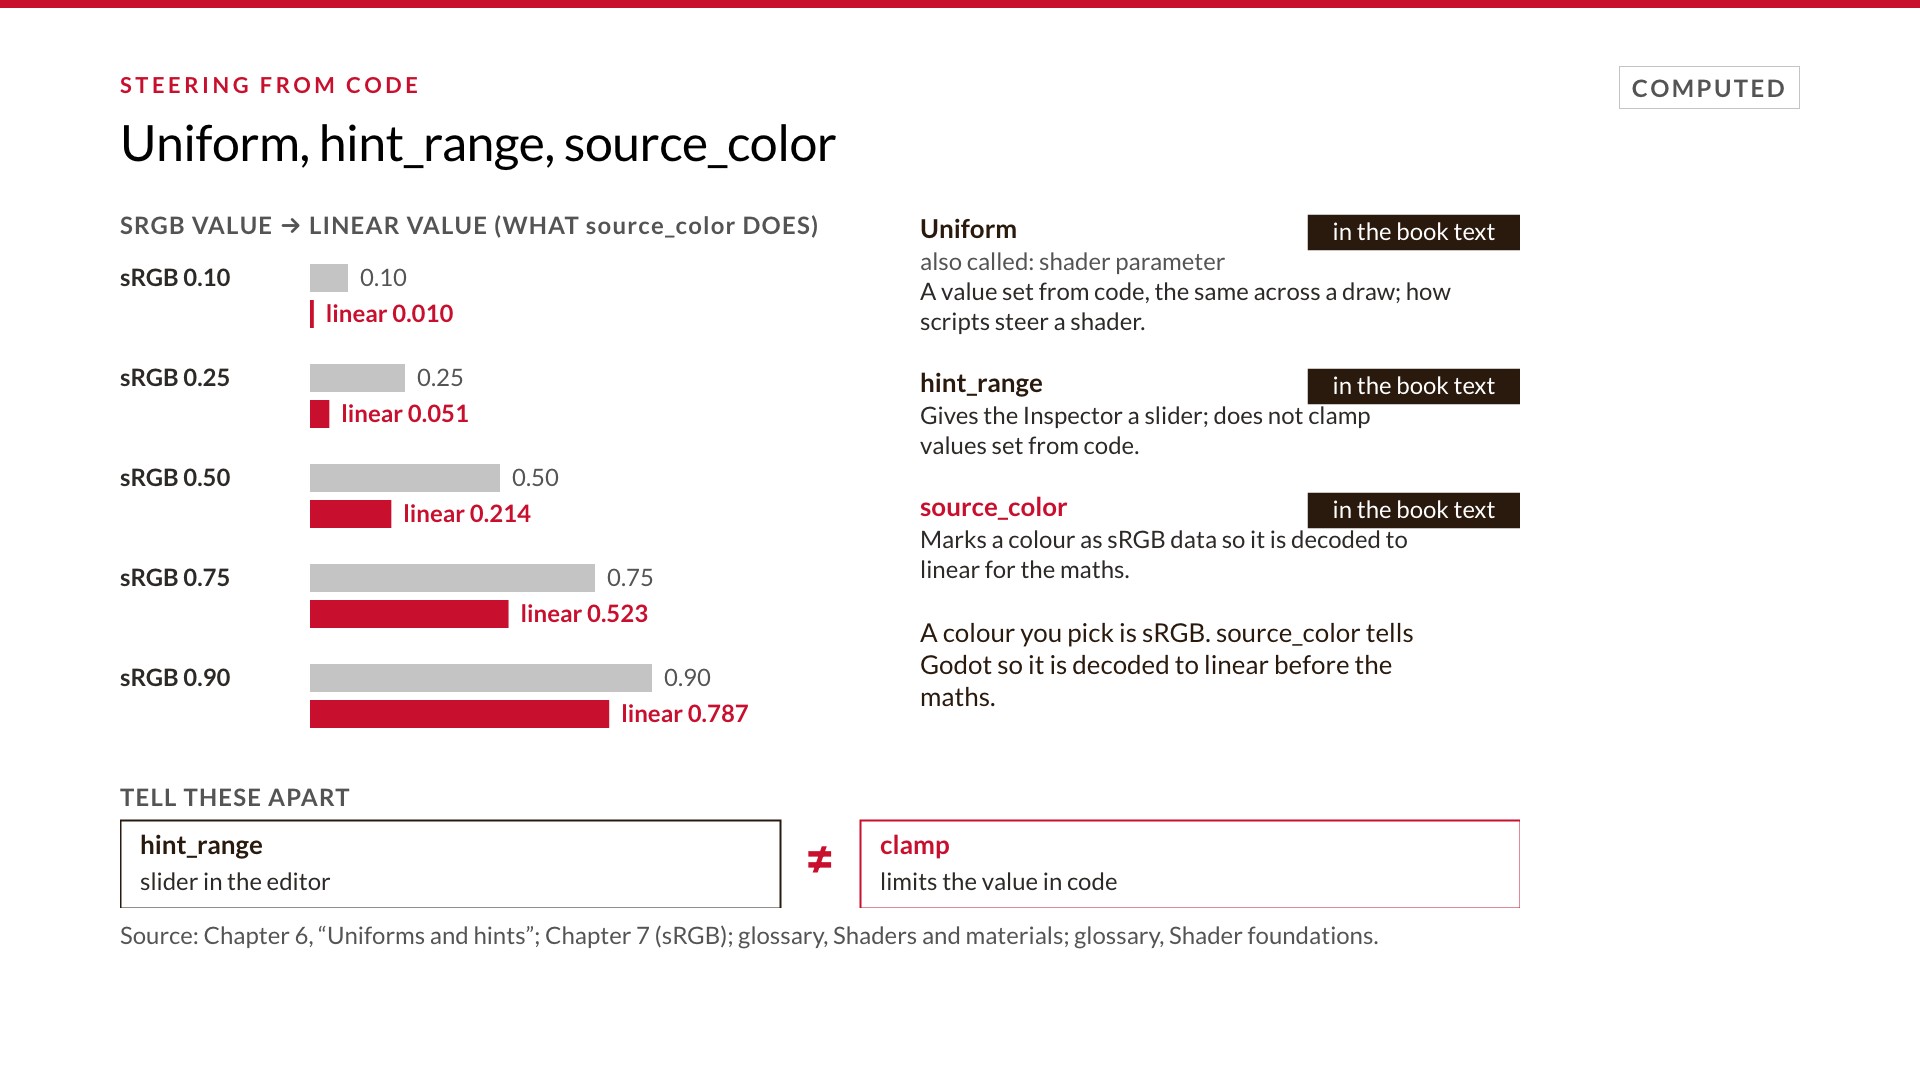 STEERING FROM CODE
COMPUTED
Uniform, hint_range, source_color
SRGB VALUE → LINEAR VALUE (WHAT source_color DOES)
sRGB 0.10
0.10
linear 0.010
sRGB 0.25
0.25
linear 0.051
sRGB 0.50
0.50
linear 0.214
sRGB 0.75
0.75
linear 0.523
sRGB 0.90
0.90
linear 0.787
Uniform
in the book text
also called: shader parameter
A value set from code, the same across a draw; how
scripts steer a shader.
hint_range
in the book text
Gives the Inspector a slider; does not clamp
values set from code.
source_color
in the book text
Marks a colour as sRGB data so it is decoded to
linear for the maths.
A colour you pick is sRGB. source_color tells
Godot so it is decoded to linear before the
maths.
TELL THESE APART
hint_range
slider in the editor
≠
clamp
limits the value in code
Source: Chapter 6, “Uniforms and hints”; Chapter 7 (sRGB); glossary, Shaders and materials; glossary, Shader foundations.